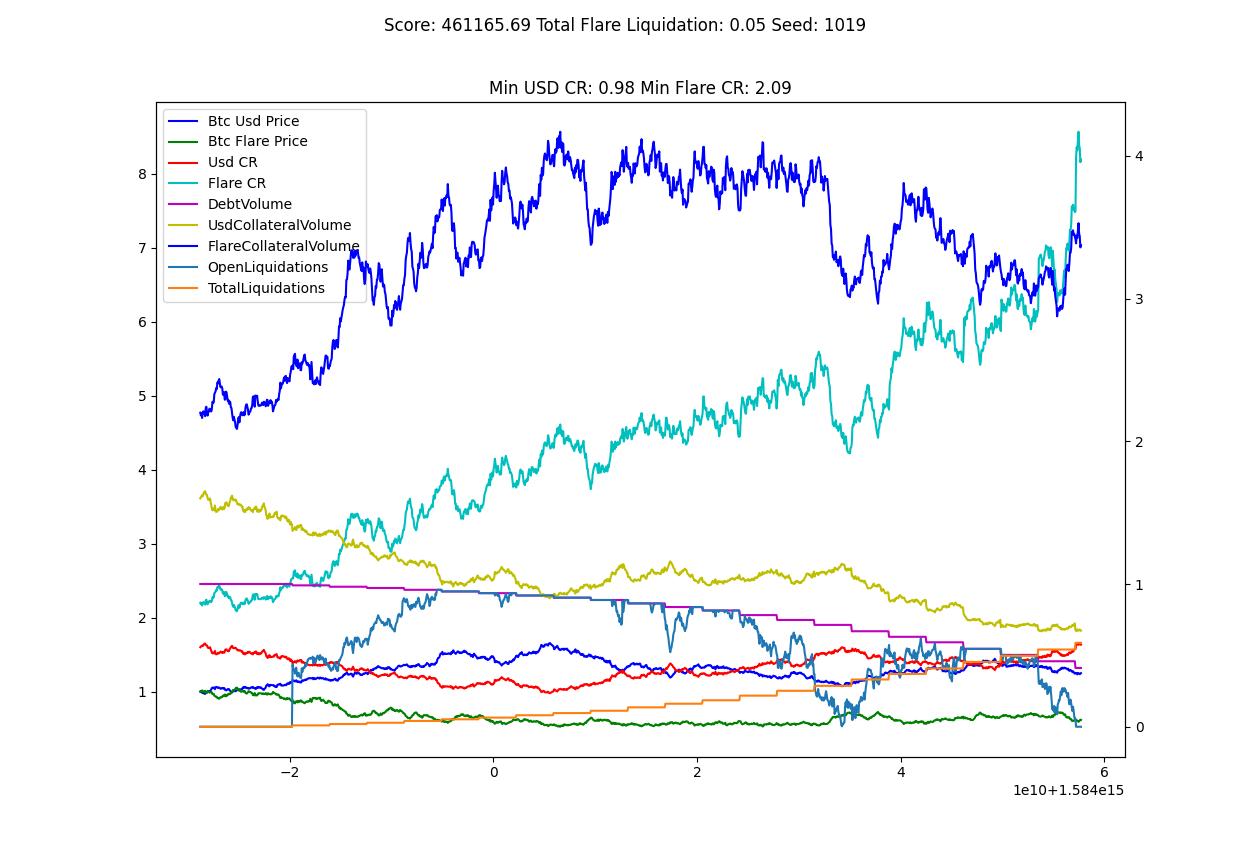 Score: 461165.69 Total Flare Liquidation: 0.05 Seed: 1019
Min USD CR: 0.98 Min Flare CR: 2.09
Btc Usd Price
Btc Flare Price
Usd CR
Flare CR
DebtVolume
UsdCollateralVolume
FlareCollateralVolume
OpenLiquidations
TotalLiquidations
8
7
6
5
4
3
2
1
4
3
2
1
0
−2
0
2
4
6
1e10+1.584e15